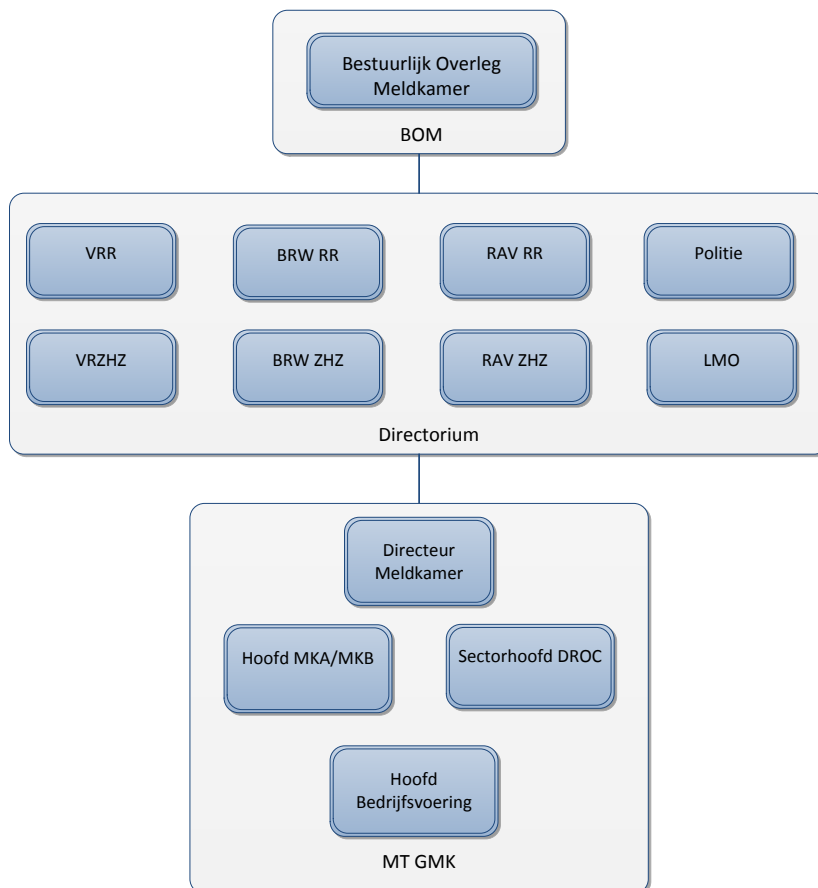 Bestuurlijk Overleg
Meldkamer
BOM
VRR
BRW RR
RAV RR
Politie
VRZHZ
BRW ZHZ
RAV ZHZ
LMO
Directorium
Directeur
Meldkamer
Hoofd MKA/MKB
Sectorhoofd DROC
Hoofd
Bedrijfsvoering
MT GMK